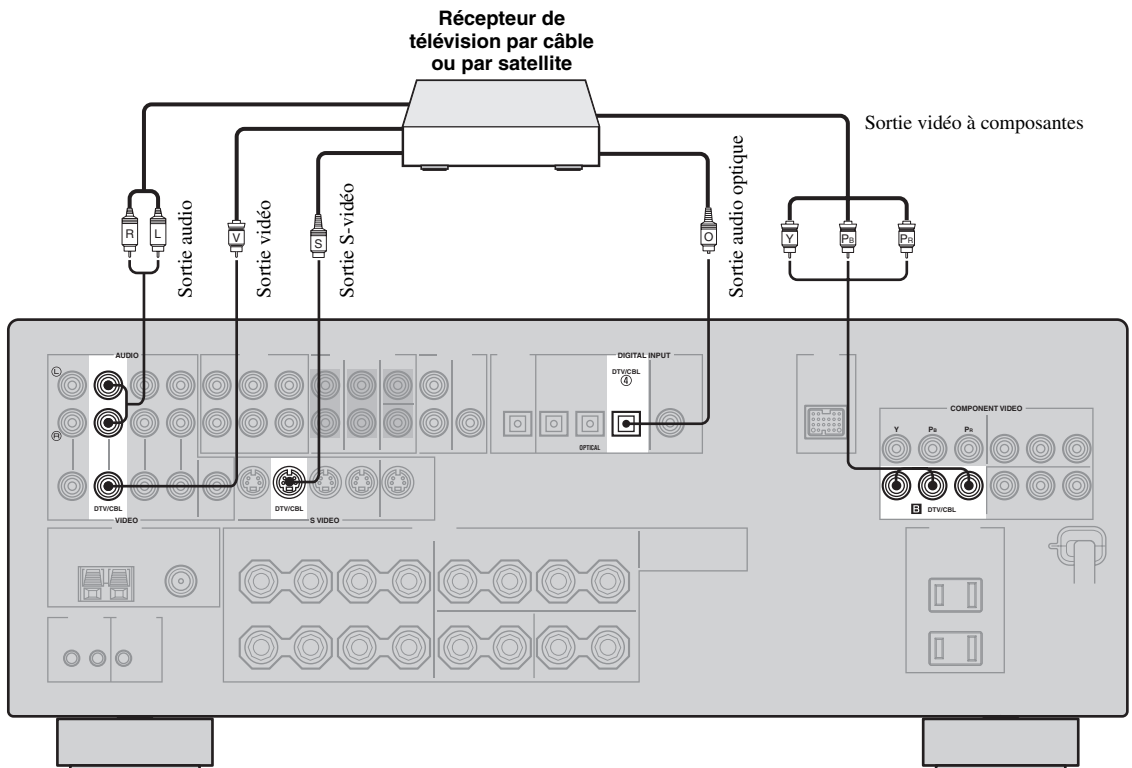 Récepteur de
télévision par câble
ou par satellite
Sortie vidéo à composantes
R
L
Sortie audio
V
Sortie vidéo
S
Sortie S-vidéo
O
Sortie audio optique
Y
PB
PR
AUDIO
L
R
DTV/CBL
VIDEO
DTV/CBL
S VIDEO
DIGITAL INPUT
DTV/CBL
④
OPTICAL
COMPONENT VIDEO
Y
PB
PR
B DTV/CBL